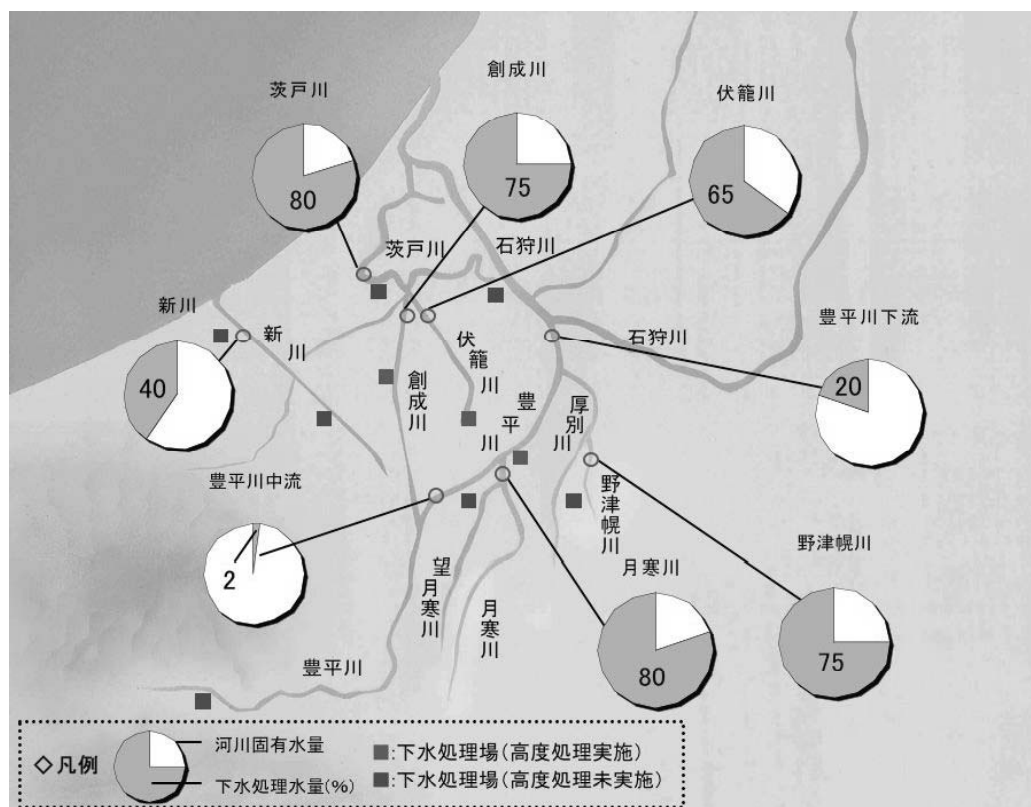 創成川
茨戸川
伏籠川
80
75
65
茨戸川
石狩川
新川
新川
豊平川下流
石狩川
伏籠川
40
創成川
豊平川
厚別川
20
豊平川中流
野津幌川
野津幌川
2
望月寒川
月寒川
月寒川
80
75
豊平川
◇凡例
河川固有水量
下水処理水量(%)
■:下水処理場(高度処理実施)
■:下水処理場(高度処理未実施)